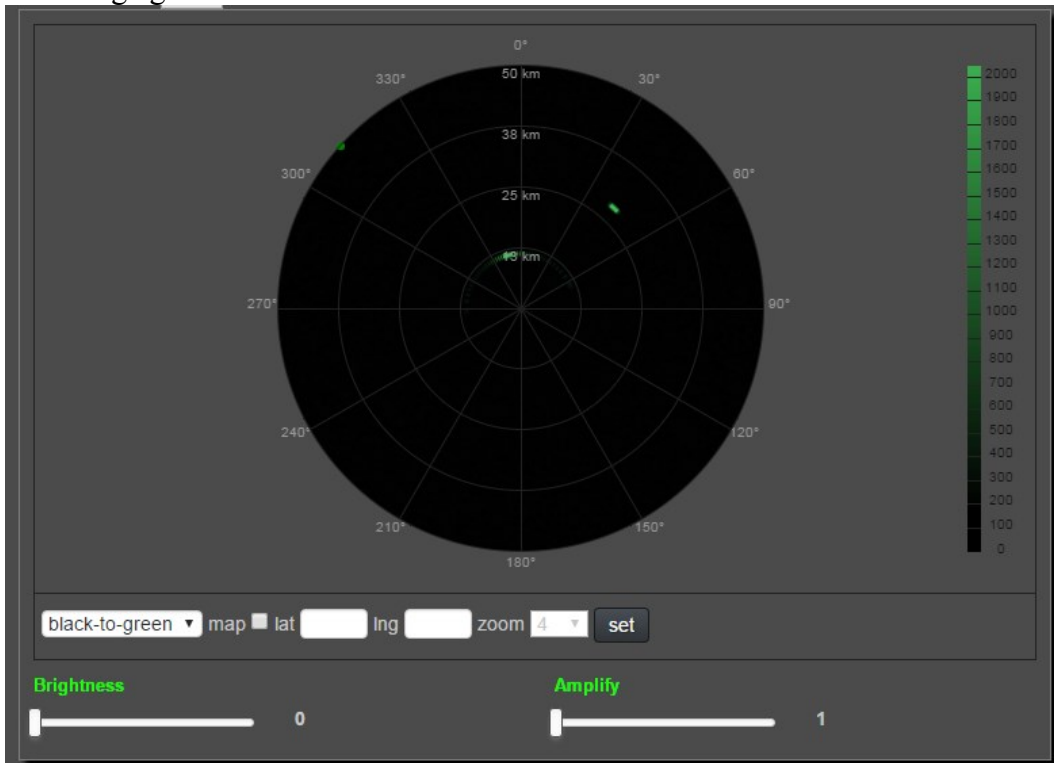 0°
330° 50 km 30° 2000
1900
1800
38 km 1700
300° 60° 1600
25 km 1500
1400
1300
13 km 1200
1100
270° 90° 1000
900
800
700
600
240° 120° 500
400
300
200
210° 150° 100
180° 0
black-to-green map lat lng zoom 4 set
Brightness Amplify
0 1